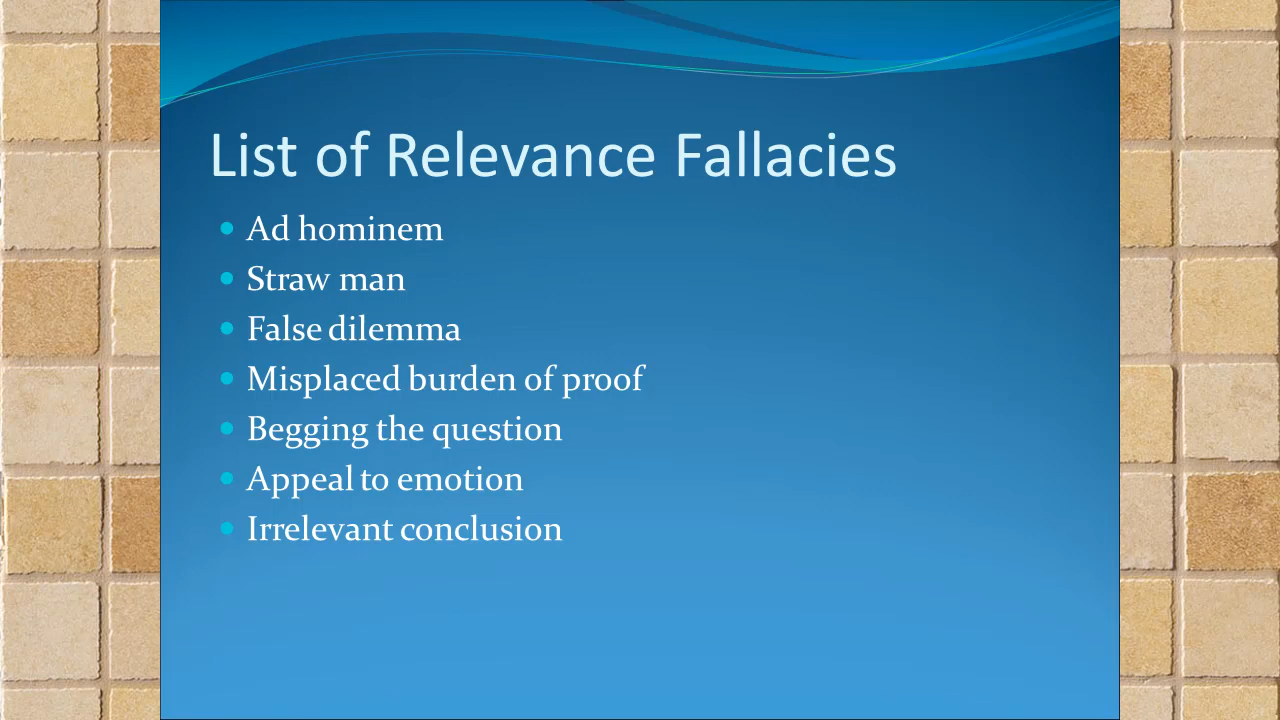 List of Relevance Fallacies
Ad hominem
Straw man
False dilemma
Misplaced burden of proof
Begging the question
Appeal to emotion
Irrelevant conclusion